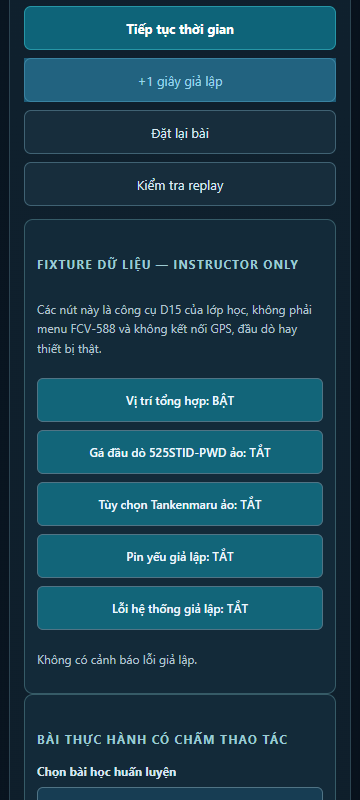 Tiếp tục thời gian
+1 giây giả lập
Đặt lại bài
Kiểm tra replay
FIXTURE DỮ LIỆU — INSTRUCTOR ONLY
Các nút này là công cụ D15 của lớp học, không phải
menu FCV-588 và không kết nối GPS, đầu dò hay
thiết bị thật.
Vị trí tổng hợp: BẬT
Gá đầu dò 525STID-PWD ảo: TẮT
Tùy chọn Tankenmaru ảo: TẮT
Pin yếu giả lập: TẮT
Lỗi hệ thống giả lập: TẮT
Không có cảnh báo lỗi giả lập.
BÀI THỰC HÀNH CÓ CHẤM THAO TÁC
Chọn bài học huấn luyện